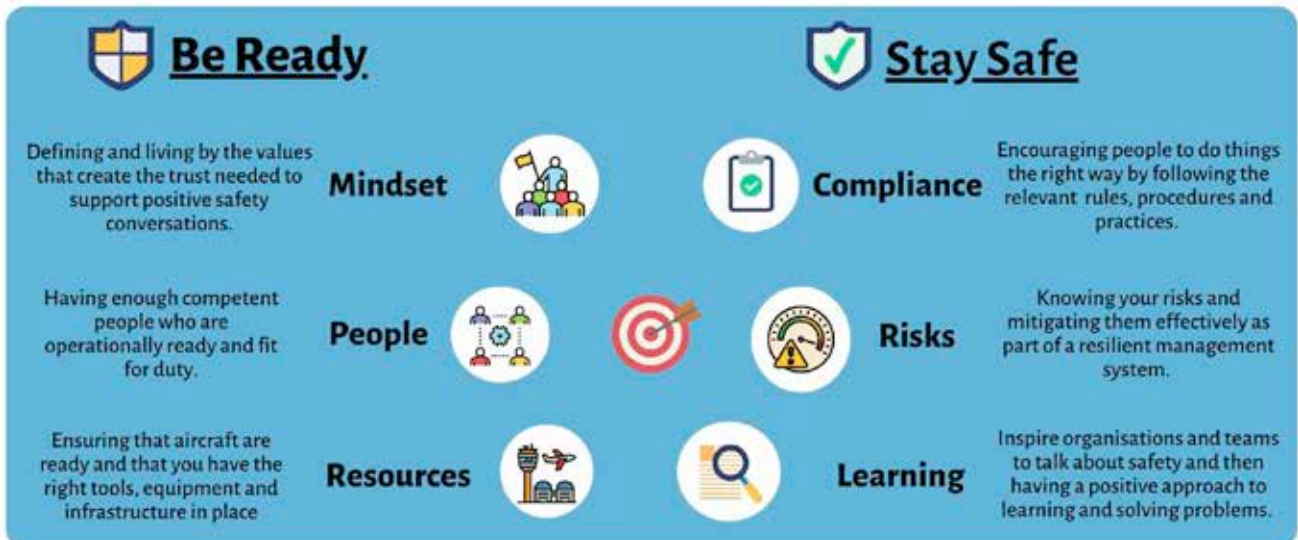 Be Ready
Defining and living by the values
that create the trust needed to
support positive safety
conversations.
Mindset
Having enough competent
people who are
operationally ready and fit
for duty.
People
Ensuring that aircraft are
ready and that you have the
right tools, equipment and
infrastructure in place
Resources
Stay Safe
Compliance
Encouraging people to do things
the right way by following the
relevant rules, procedures and
practices.
Risks
Knowing your risks and
mitigating them effectively as
part of a resilient management
system.
Learning
Inspire organisations and teams
to talk about safety and then
having a positive approach to
learning and solving problems.